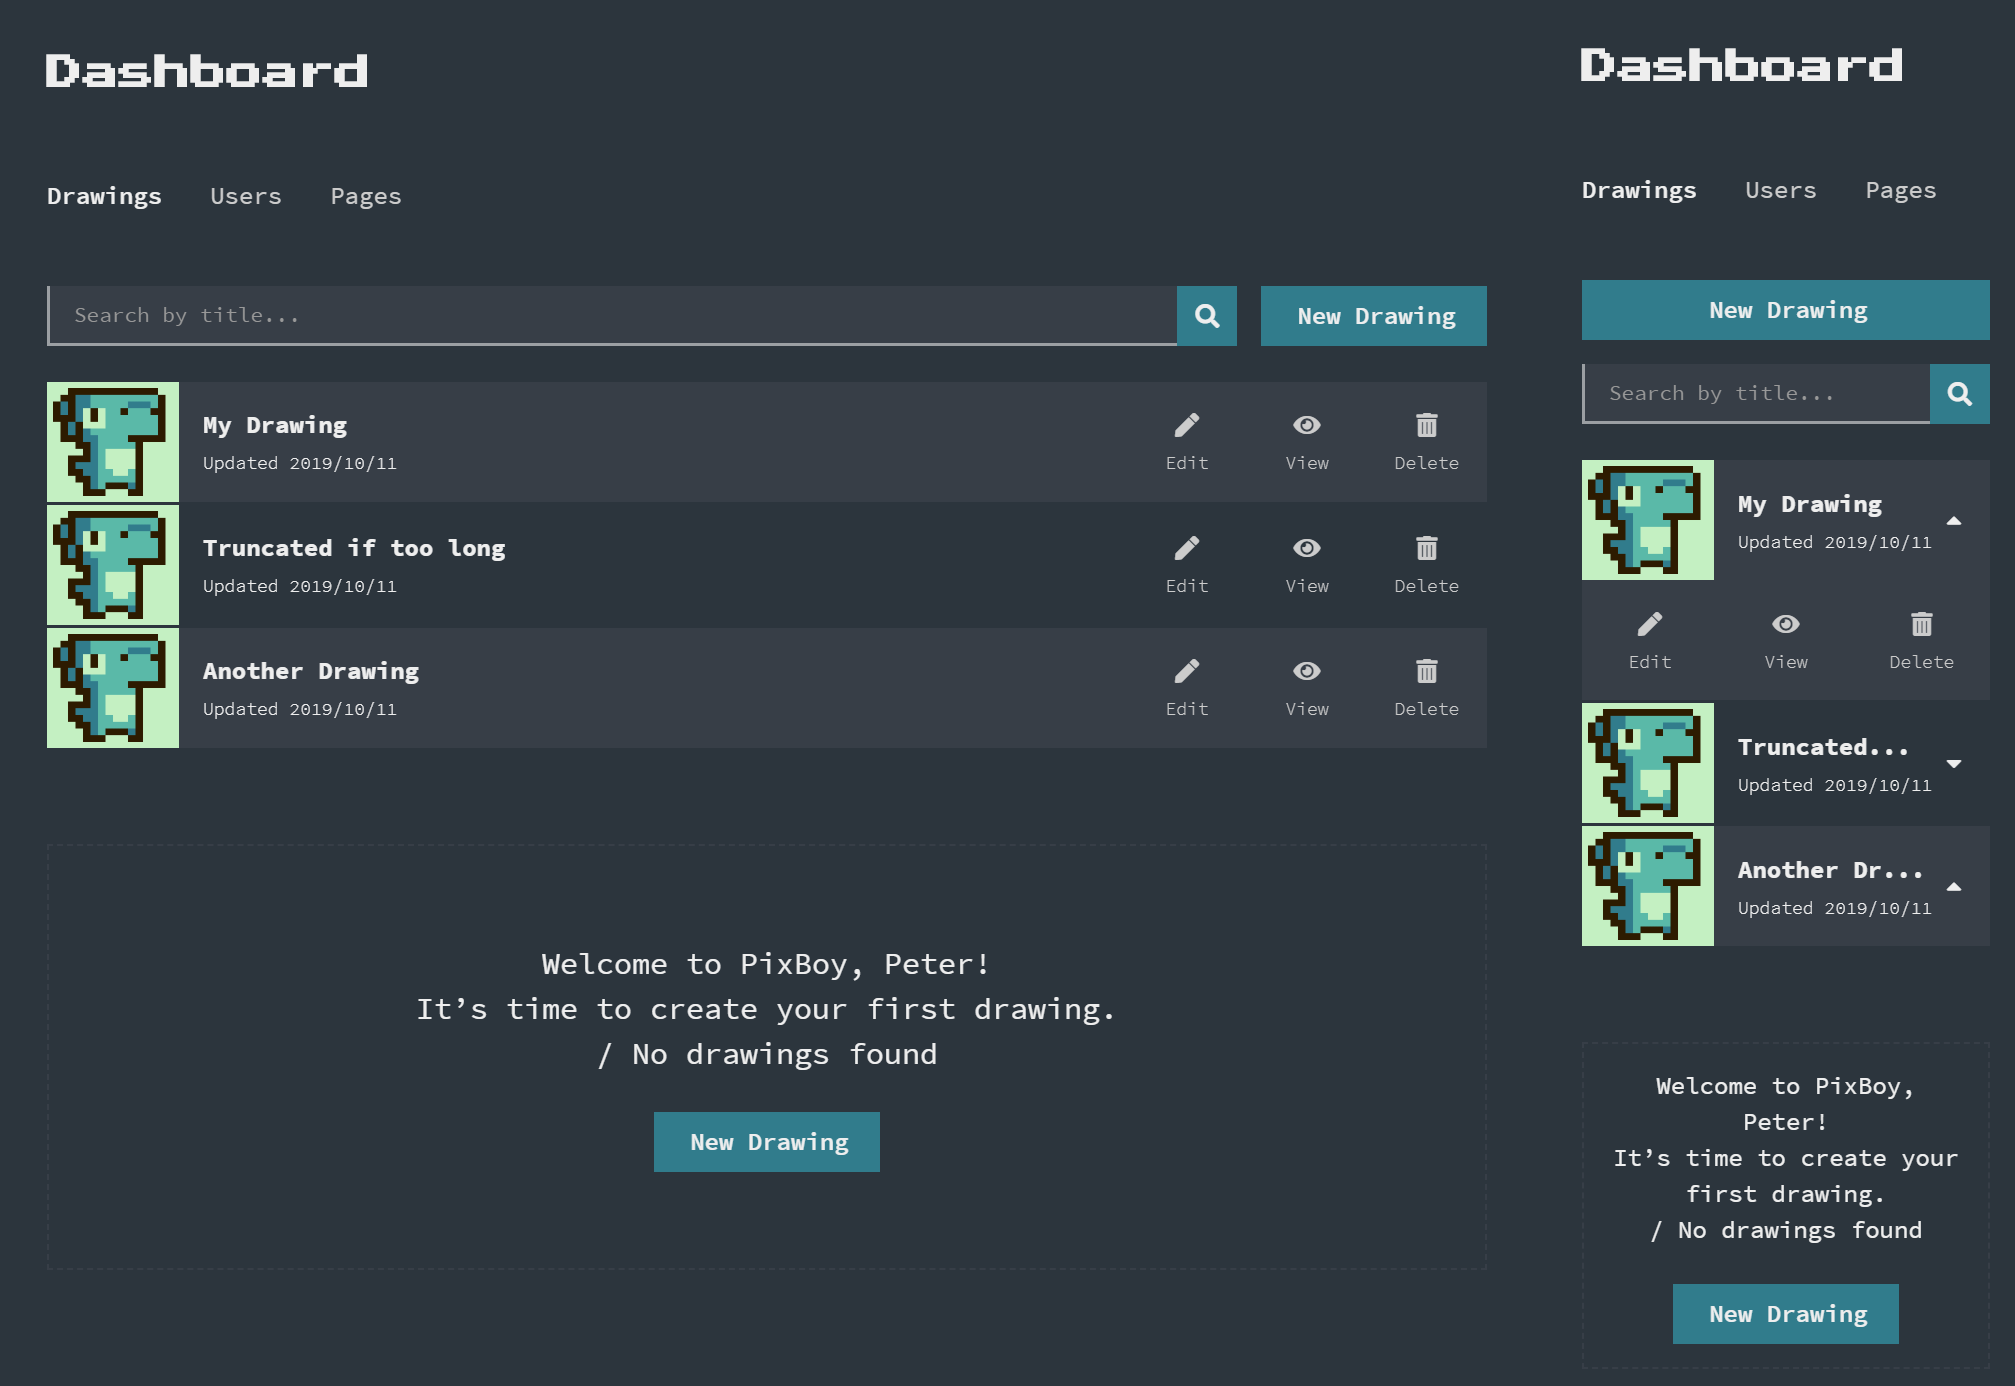 Dashboard
Drawings Users Pages
Search by title...
New Drawing
My Drawing
Updated 2019/10/11
Edit View Delete
Truncated if too long
Updated 2019/10/11
Edit View Delete
Another Drawing
Updated 2019/10/11
Edit View Delete
Welcome to PixBoy, Peter!
It’s time to create your first drawing.
/ No drawings found
New Drawing
Dashboard
Drawings Users Pages
New Drawing
Search by title...
My Drawing
Updated 2019/10/11
Edit View Delete
Truncated...
Updated 2019/10/11
Another Dr...
Updated 2019/10/11
Welcome to PixBoy,
Peter!
It’s time to create your
first drawing.
/ No drawings found
New Drawing